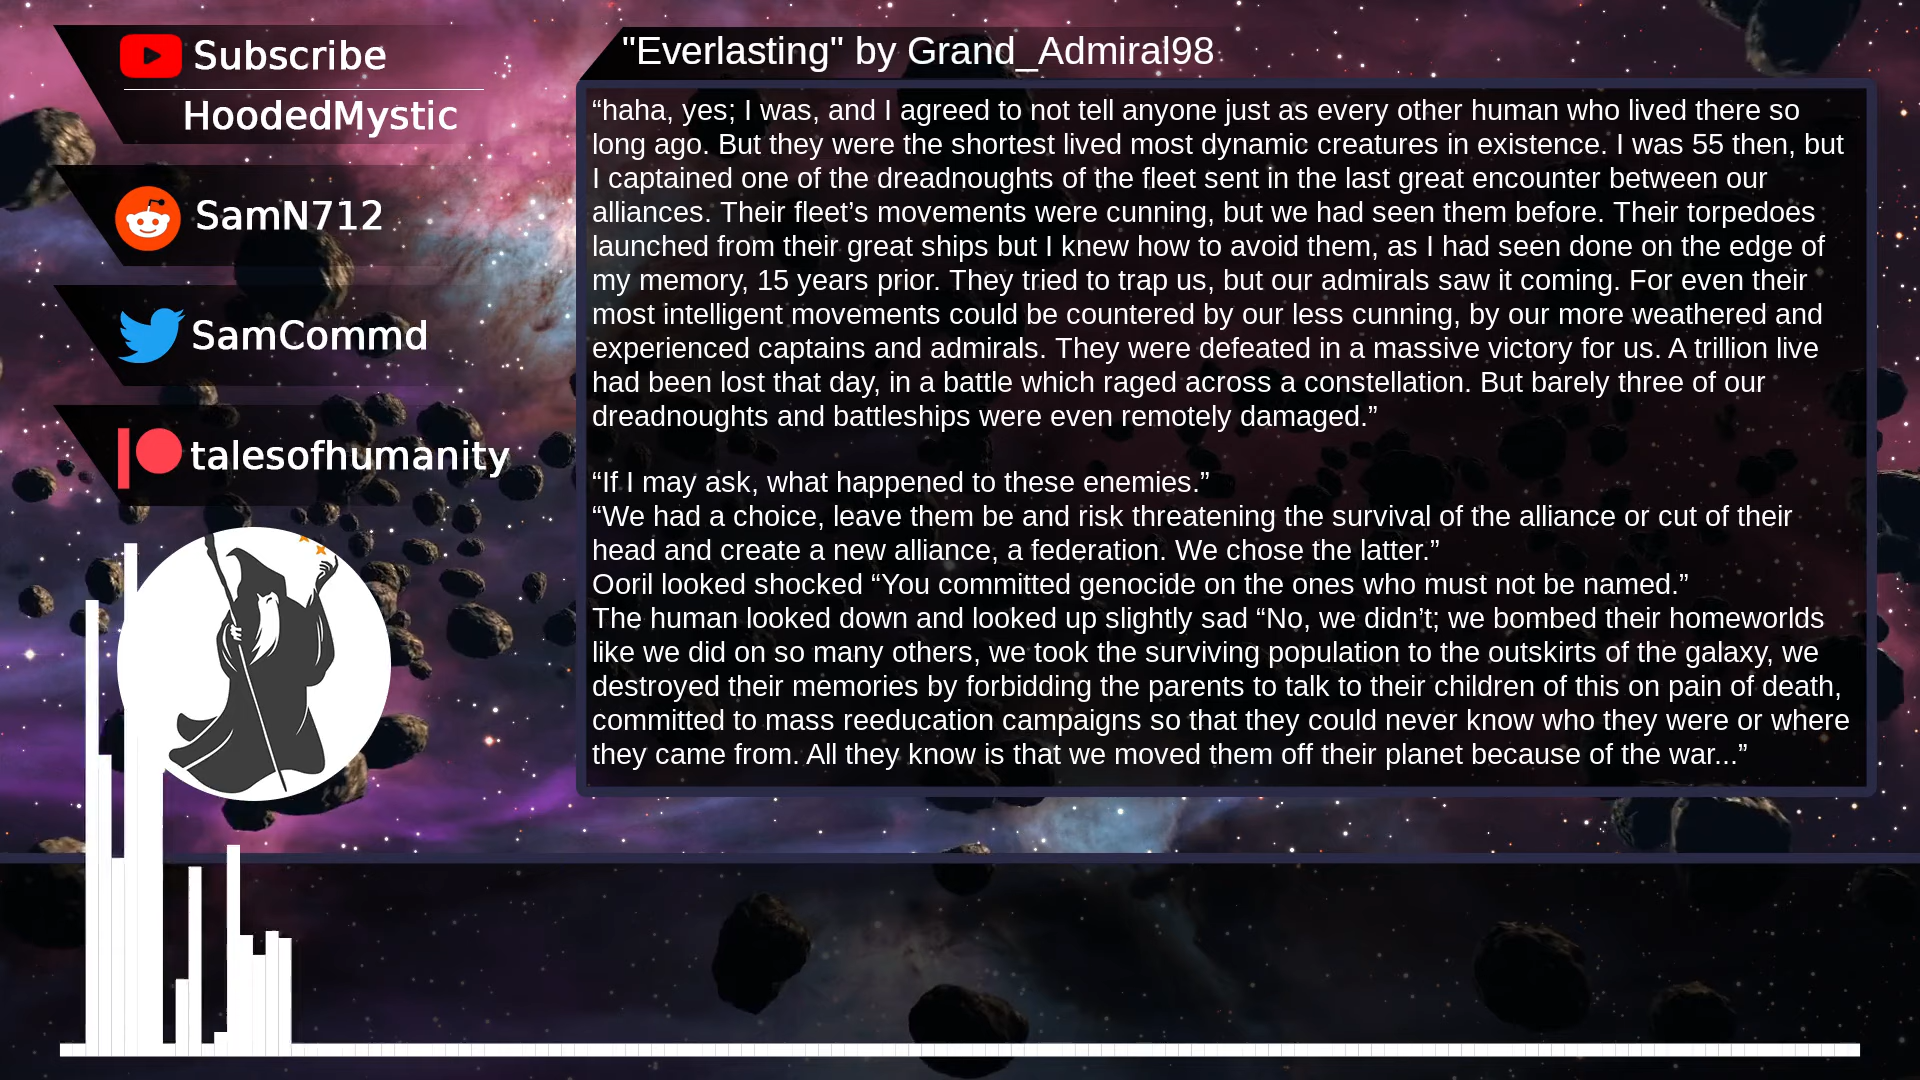 Subscribe
HoodedMystic
SamN712
SamCommd
talesofhumanity
"Everlasting" by Grand_Admiral98
“haha, yes; I was, and I agreed to not tell anyone just as every other human who lived there so
long ago. But they were the shortest lived most dynamic creatures in existence. I was 55 then, but
I captained one of the dreadnoughts of the fleet sent in the last great encounter between our
alliances. Their fleet’s movements were cunning, but we had seen them before. Their torpedoes
launched from their great ships but I knew how to avoid them, as I had seen done on the edge of
my memory, 15 years prior. They tried to trap us, but our admirals saw it coming. For even their
most intelligent movements could be countered by our less cunning, by our more weathered and
experienced captains and admirals. They were defeated in a massive victory for us. A trillion live
had been lost that day, in a battle which raged across a constellation. But barely three of our
dreadnoughts and battleships were even remotely damaged.”
“If I may ask, what happened to these enemies.”
“We had a choice, leave them be and risk threatening the survival of the alliance or cut of their
head and create a new alliance, a federation. We chose the latter.”
Ooril looked shocked “You committed genocide on the ones who must not be named.”
The human looked down and looked up slightly sad “No, we didn’t; we bombed their homeworlds
like we did on so many others, we took the surviving population to the outskirts of the galaxy, we
destroyed their memories by forbidding the parents to talk to their children of this on pain of death,
committed to mass reeducation campaigns so that they could never know who they were or where
they came from. All they know is that we moved them off their planet because of the war...”